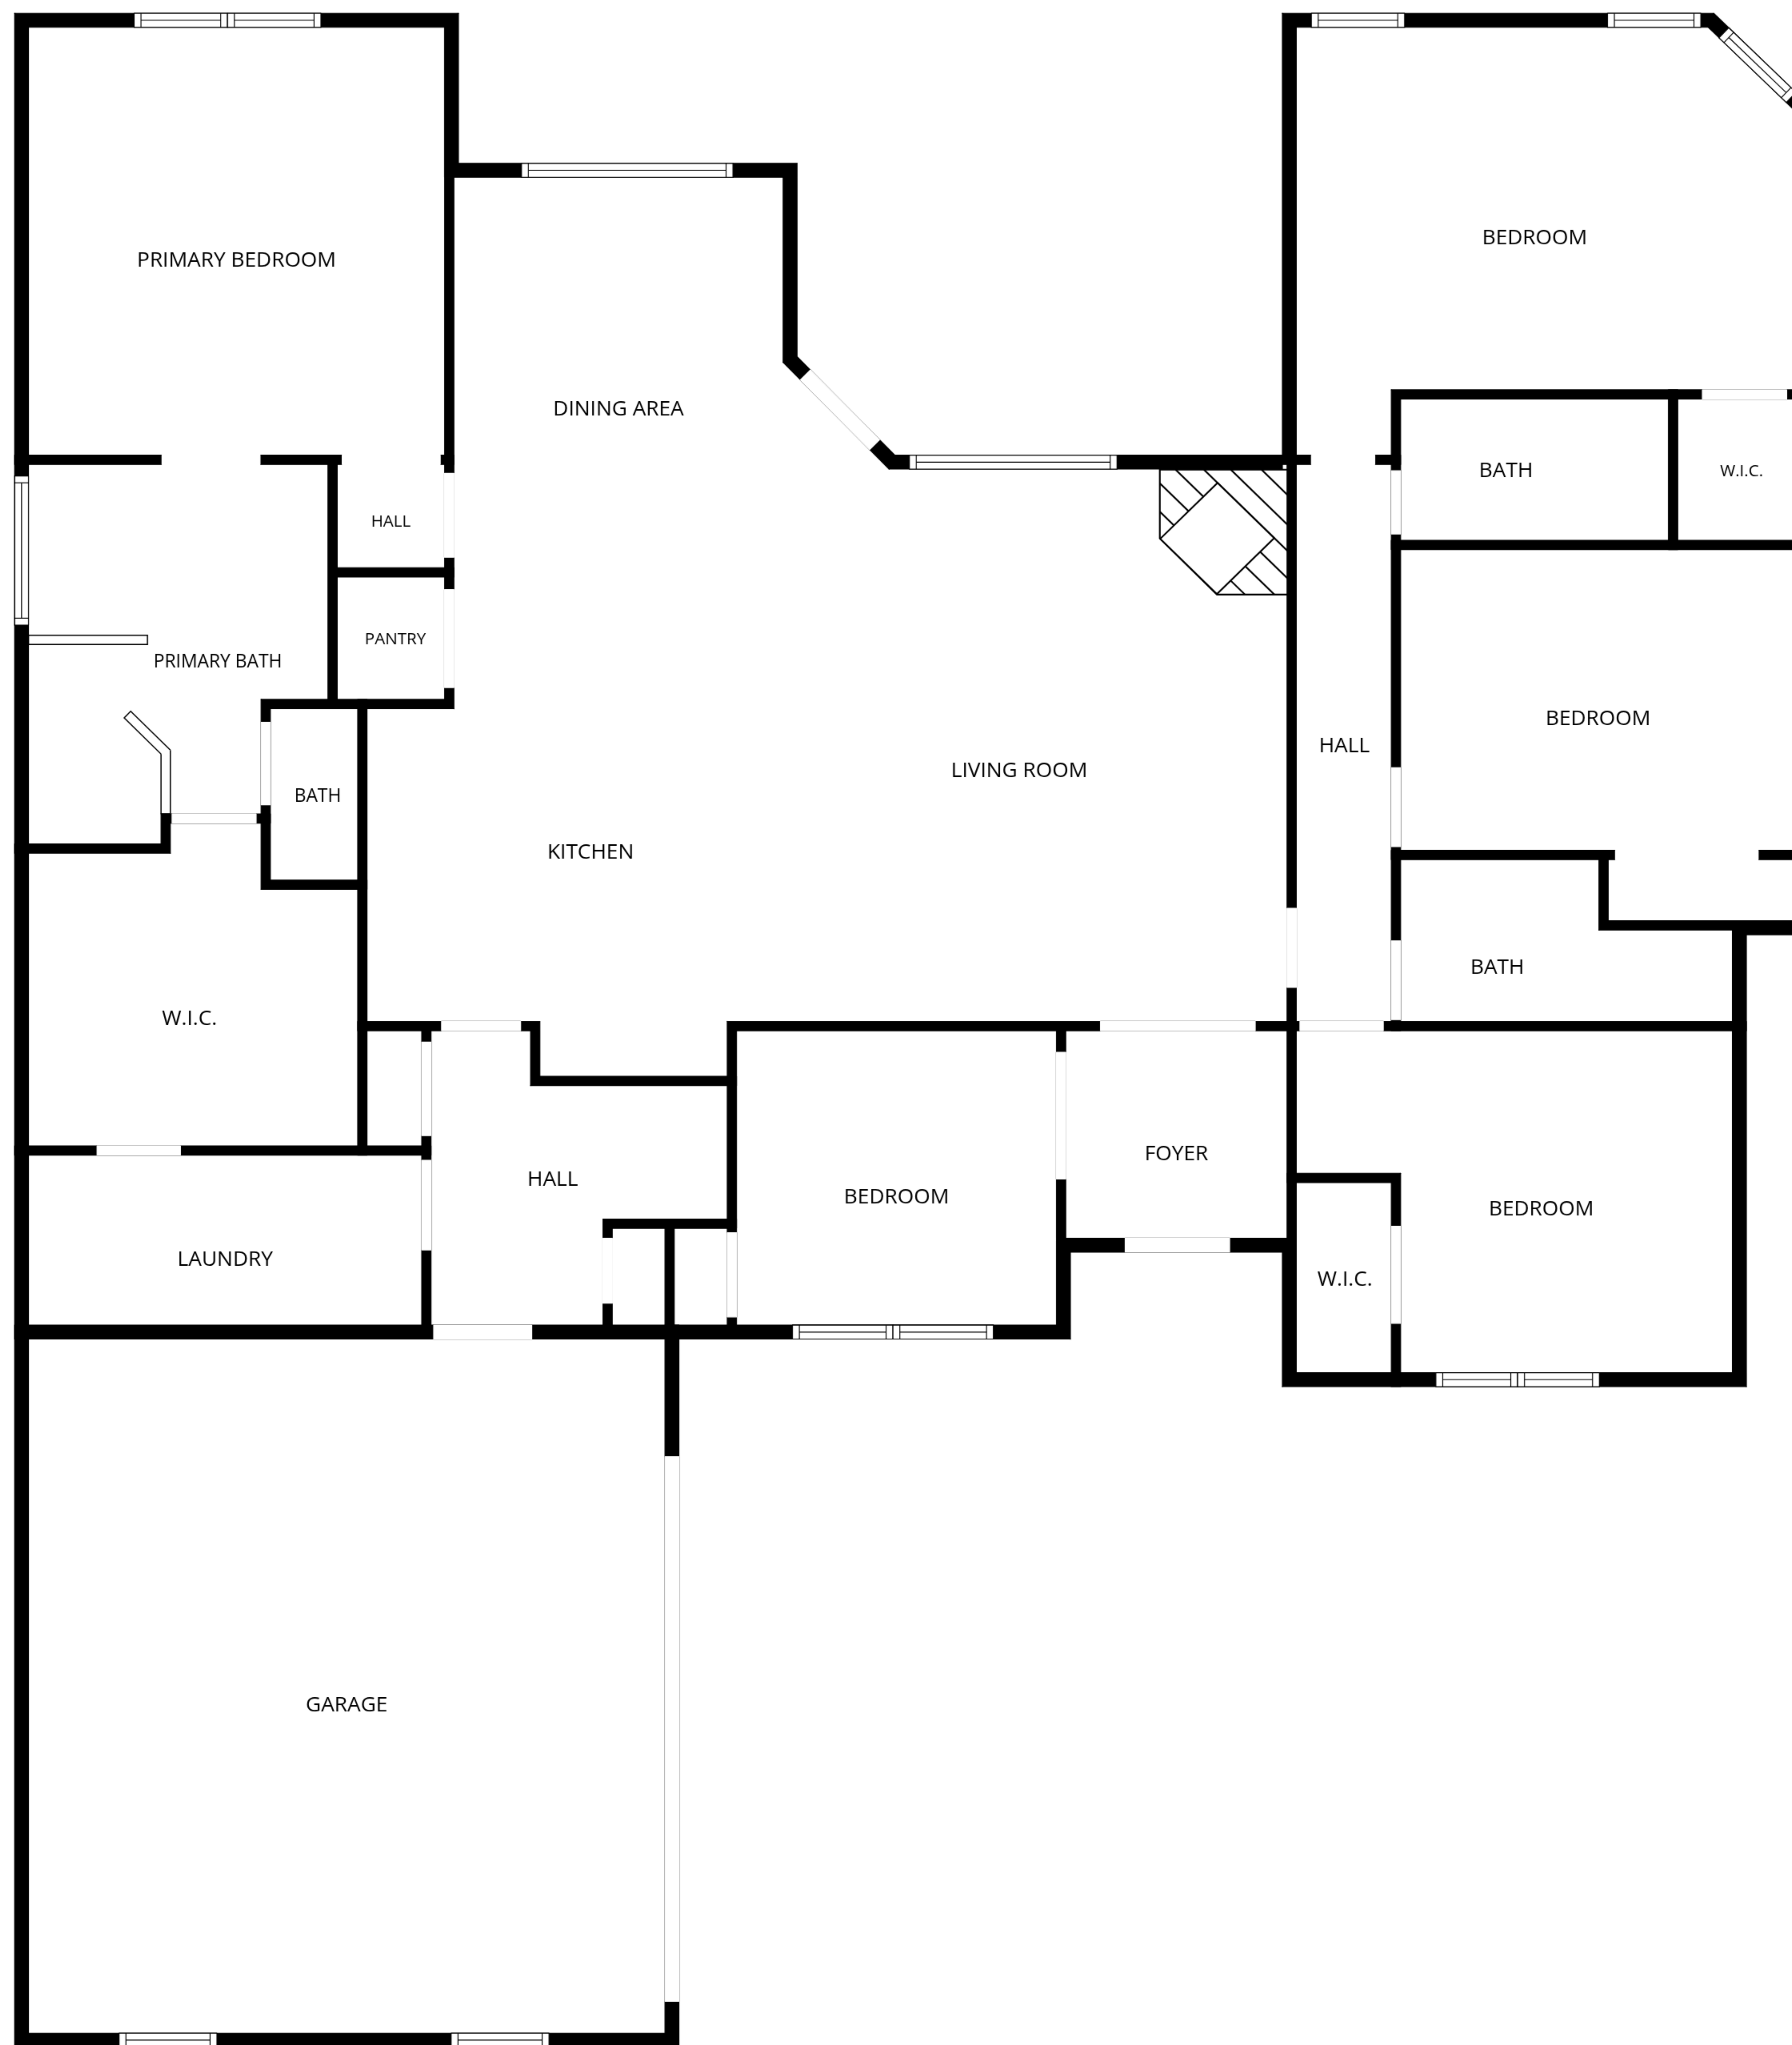 BEDROOM
PRIMARY BEDROOM
DINING AREA
BATH
W.I.C.
HALL
PANTRY
PRIMARY BATH
BEDROOM
HALL
LIVING ROOM
BATH
KITCHEN
BATH
W.I.C.
FOYER
HALL
BEDROOM
BEDROOM
LAUNDRY
W.I.C.
GARAGE